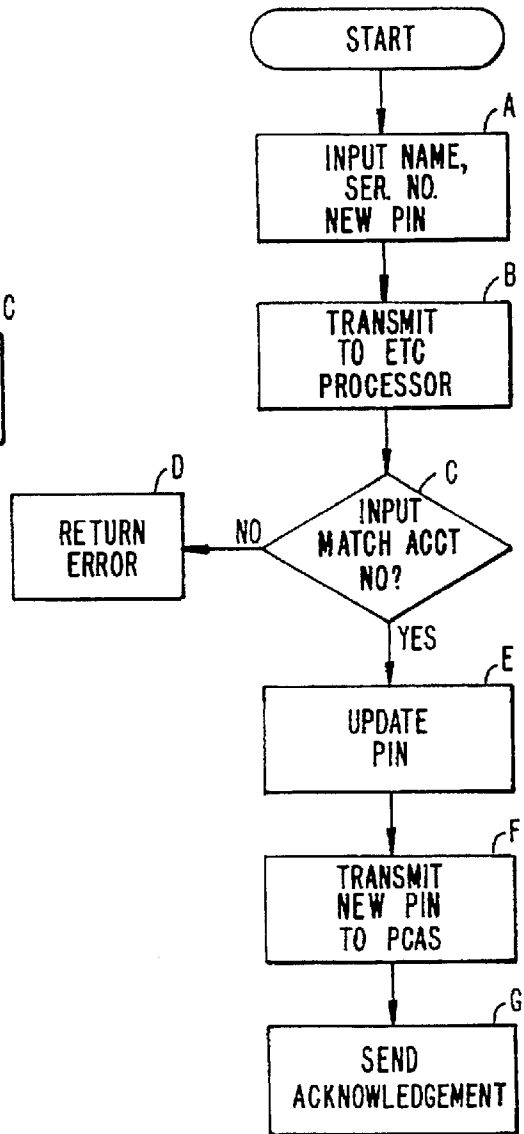 START
A
INPUT NAME,
SER. NO.
NEW PIN
B
TRANSMIT
TO ETC
PROCESSOR
C
C
INPUT
MATCH ACCT
NO?
D
RETURN
ERROR
NO
YES
E
UPDATE
PIN
F
TRANSMIT
NEW PIN
TO PCAS
G
SEND
ACKNOWLEDGEMENT